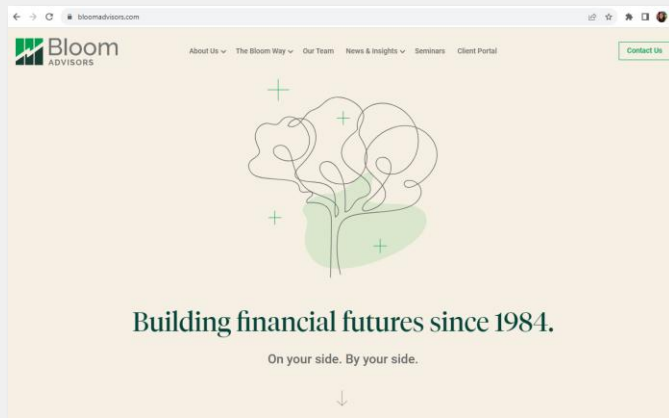 bloomadvisors.com
Bloom
ADVISORS
About Us The Bloom Way Our Team News & Insights Seminars Client Portal
Contact Us
Building financial futures since 1984.
On your side. By your side.